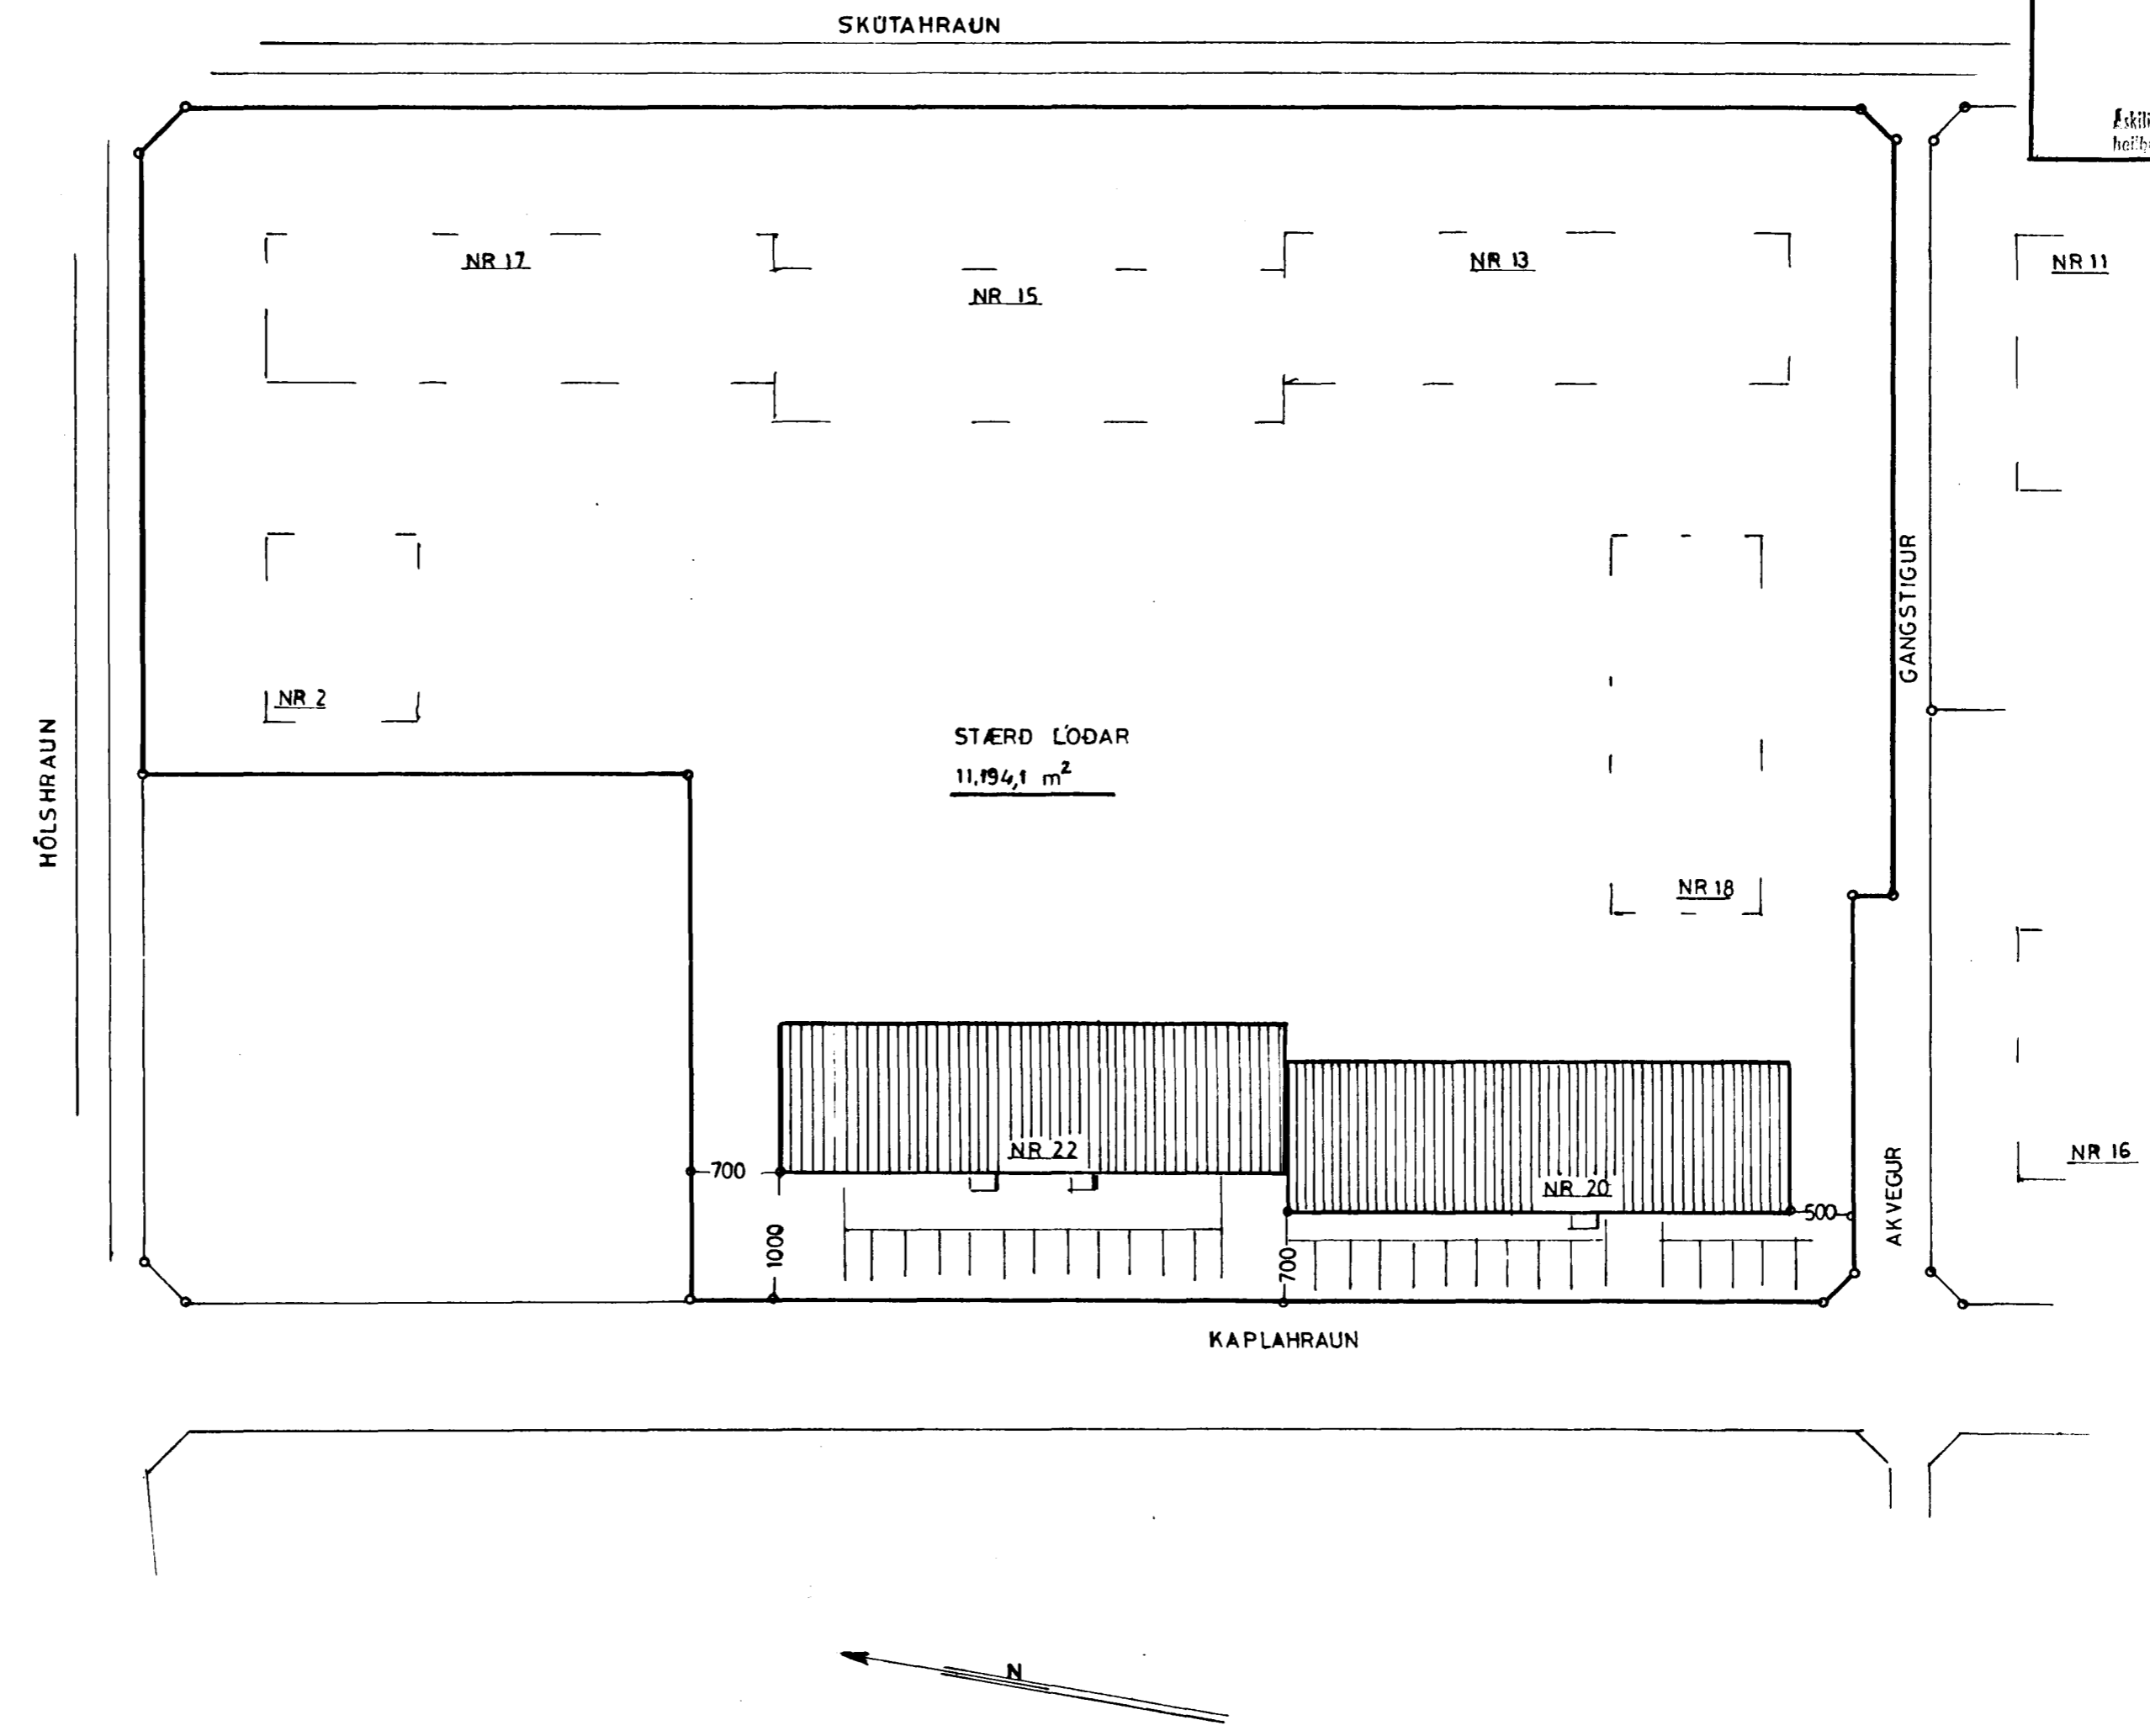 SKÚTAHRAUN
NR 17
NR 15
NR 13
NR 11
GANGSTIGUR
NR 2
HÓLSHRAUN
STÆRÐ LÓÐAR
11,194,1 m²
NR 18
700
NR 22
1000
NR 20
700
500
AKVEGUR
NR 16
KAPLAHRAUN
N